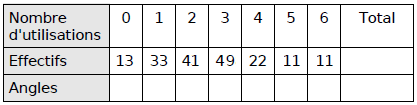 Nombre d'utilisations 0 1 2 3 4 5 6 Total
Effectifs 13 33 41 49 22 11 11
Angles